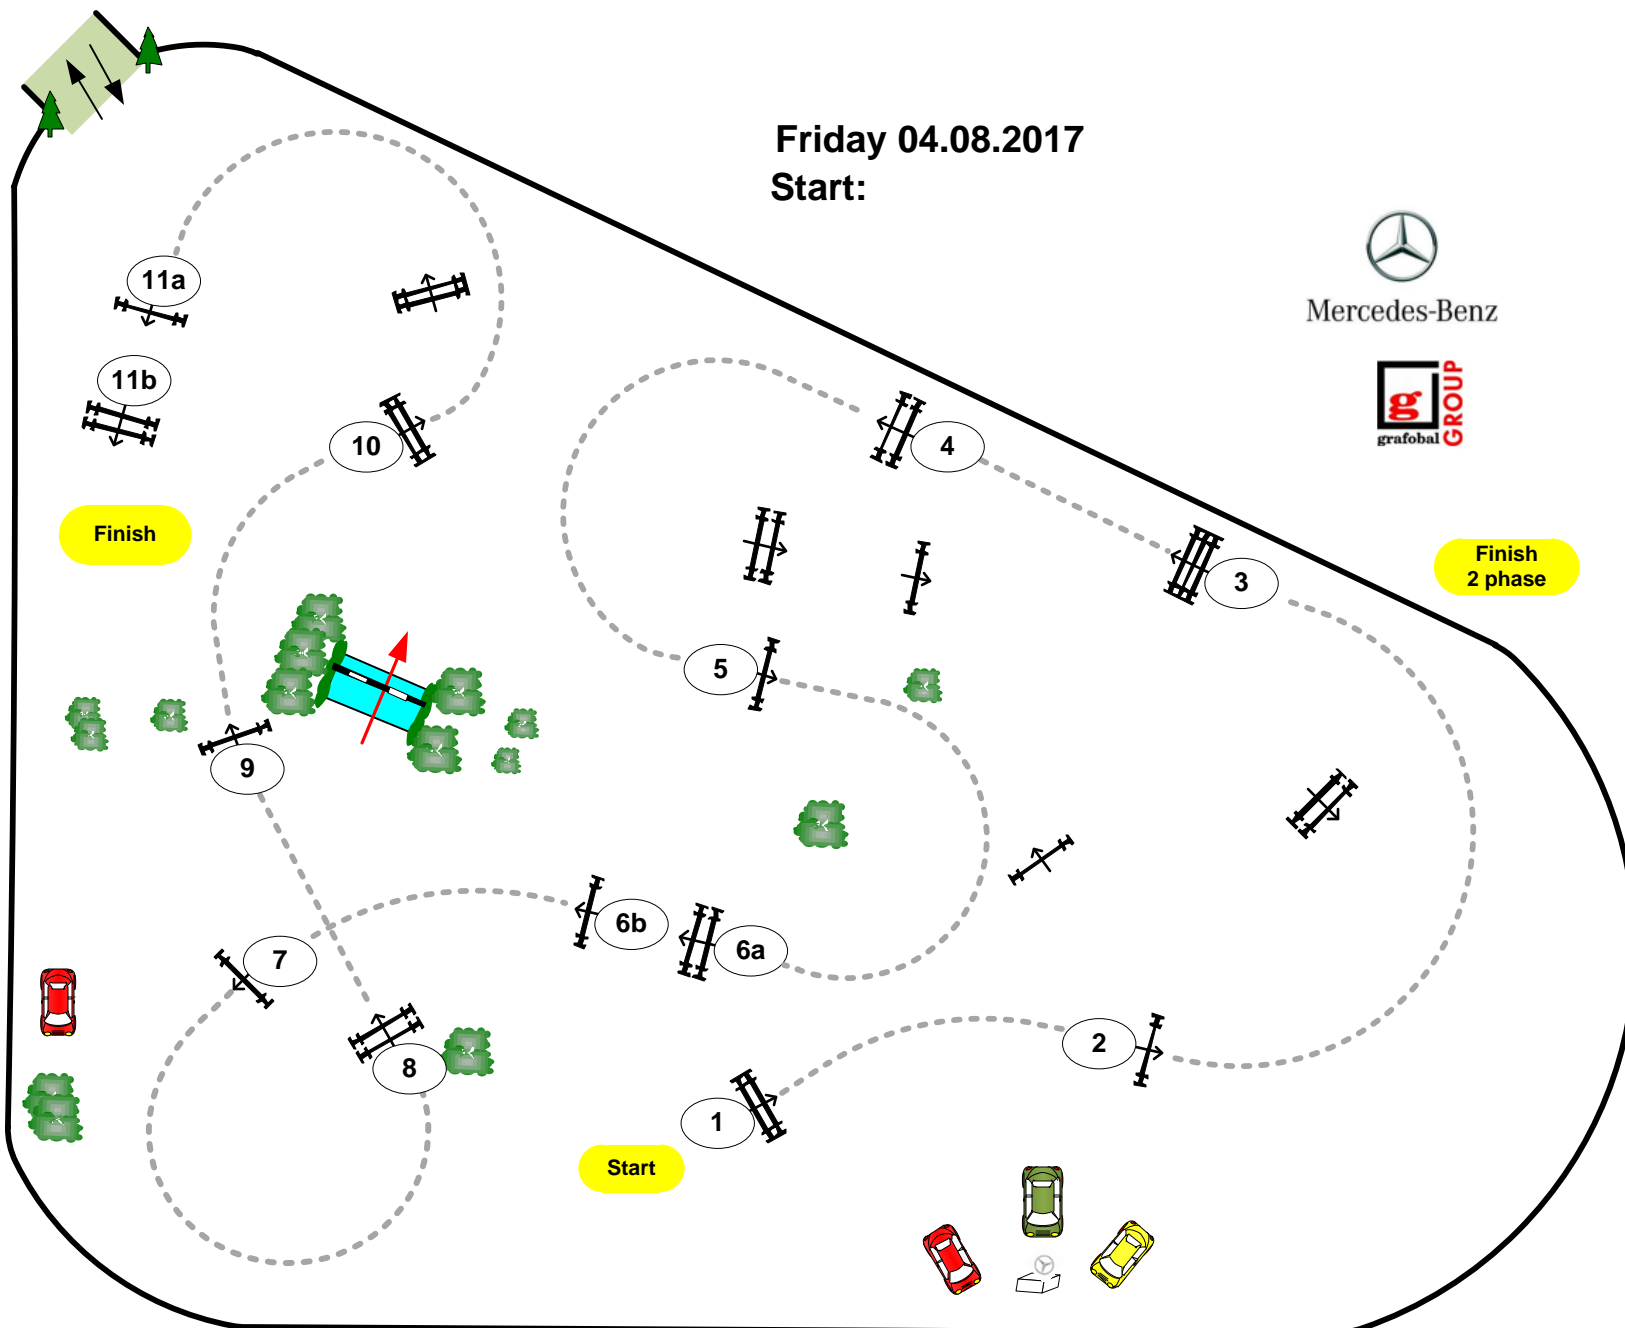 Friday 04.08.2017
Start:
Mercedes-Benz
g
grafobal
GROUP
11a
11b
10
4
Finish
Finish
2 phase
3
5
9
6b
6a
7
2
8
1
Start